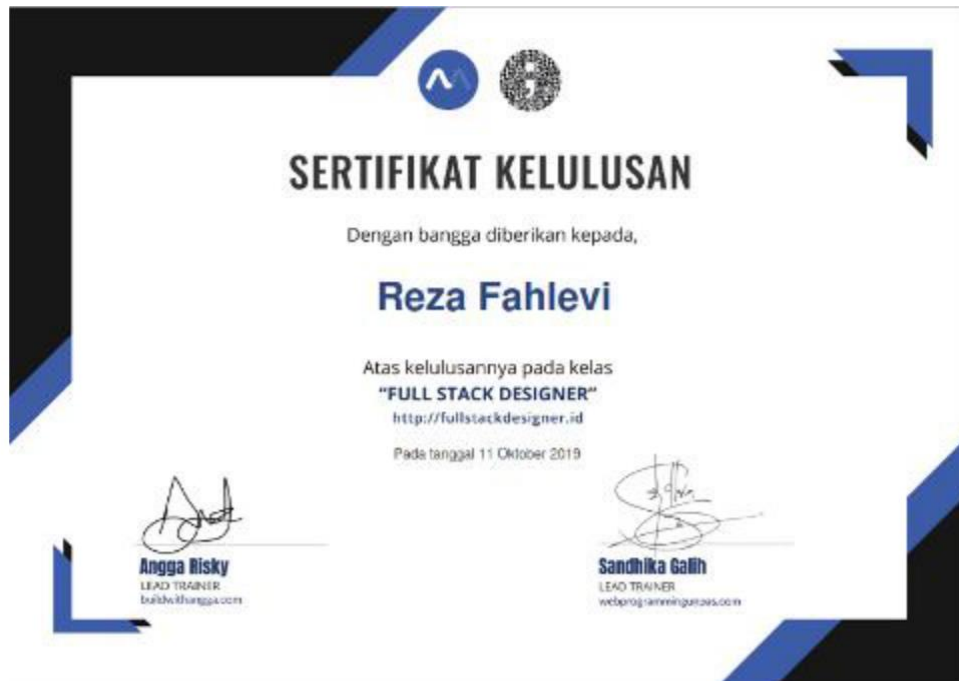 SERTIFIKAT KELULUSAN
Dengan bangga diberikan kepada,
Reza Fahlevi
Atas kelulusannya pada kelas
"FULL STACK DESIGNER"
http://fullstackdesigner.id
Pada tanggal 11 Oktober 2019
Angga Risky
LEAD TRAINER
buildwithangga.com
Sandhika Galih
LEAD TRAINER
webprogrammingunpas.com